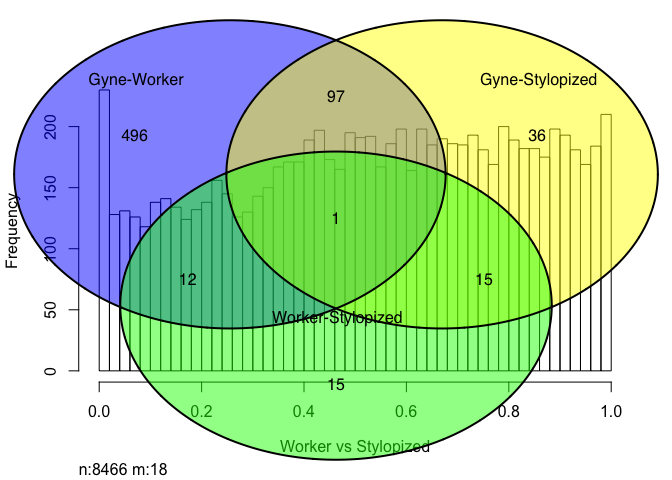 Gyne-Worker
Gyne-Stylopized
97
496
36
1
12
15
Worker-Stylopized
15
Frequency
0
50
100
150
200
0.0 0.2 0.4 0.6 0.8 1.0
Worker vs Stylopized
n:8466 m:18